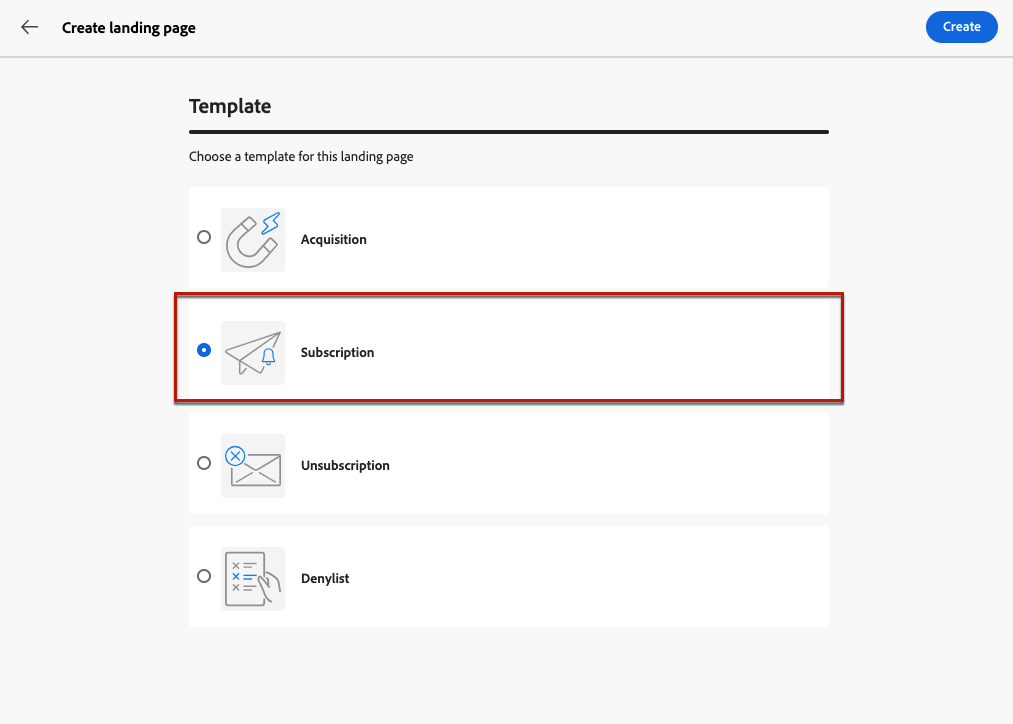 Create landing page
Create
Template
Choose a template for this landing page
Acquisition
Subscription
Unsubscription
Denylist